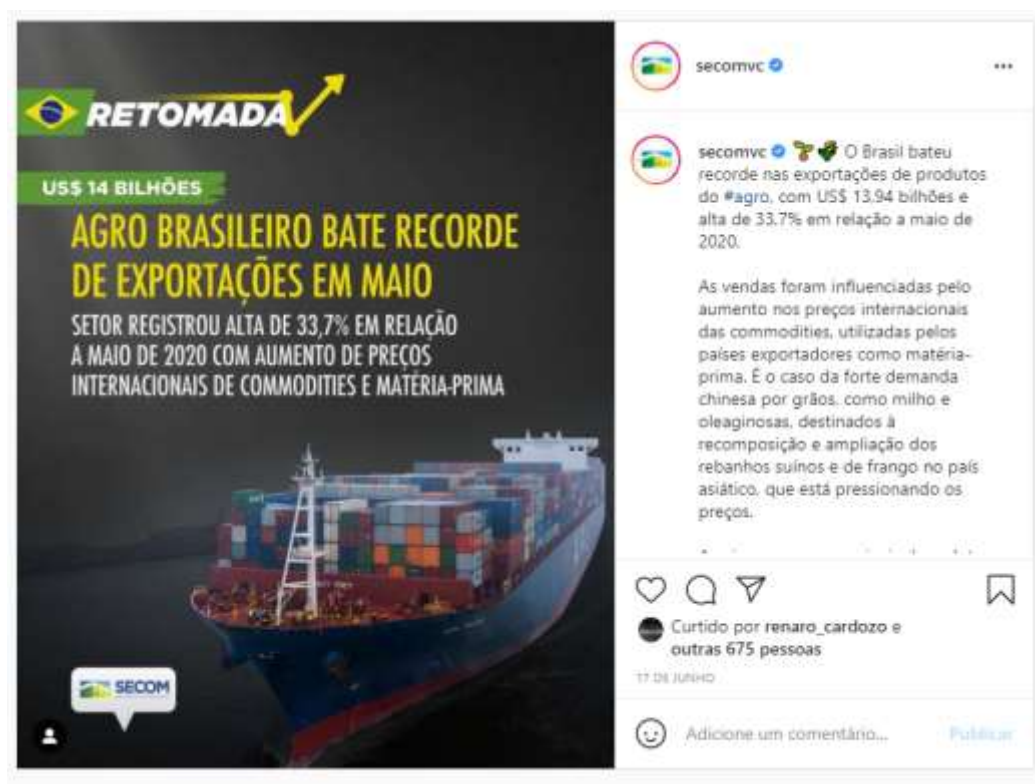 RETOMADA
US$ 14 BILHÕES
AGRO BRASILEIRO BATE RECORDE
DE EXPORTAÇÕES EM MAIO
SETOR REGISTROU ALTA DE 33,7% EM RELAÇÃO
A MAIO DE 2020 COM AUMENTO DE PREÇOS
INTERNACIONAIS DE COMMODITIES E MATÉRIA-PRIMA
SECOM
secomvc
secomvc O Brasil bateu
recorde nas exportações de produtos
do #agro, com US$ 13,94 bilhões e
alta de 33,7% em relação a maio de
2020.
As vendas foram influenciadas pelo
aumento nos preços internacionais
das commodities, utilizadas pelos
países exportadores como matéria-
prima. É o caso da forte demanda
chinesa por grãos, como milho e
oleaginosas, destinados à
recomposição e ampliação dos
rebanhos suínos e de frango no país
asiático, que está pressionando os
preços.
Curtido por renaro_cardozo e
outras 675 pessoas
17 DE JUNHO
Adicione um comentário... Publicar